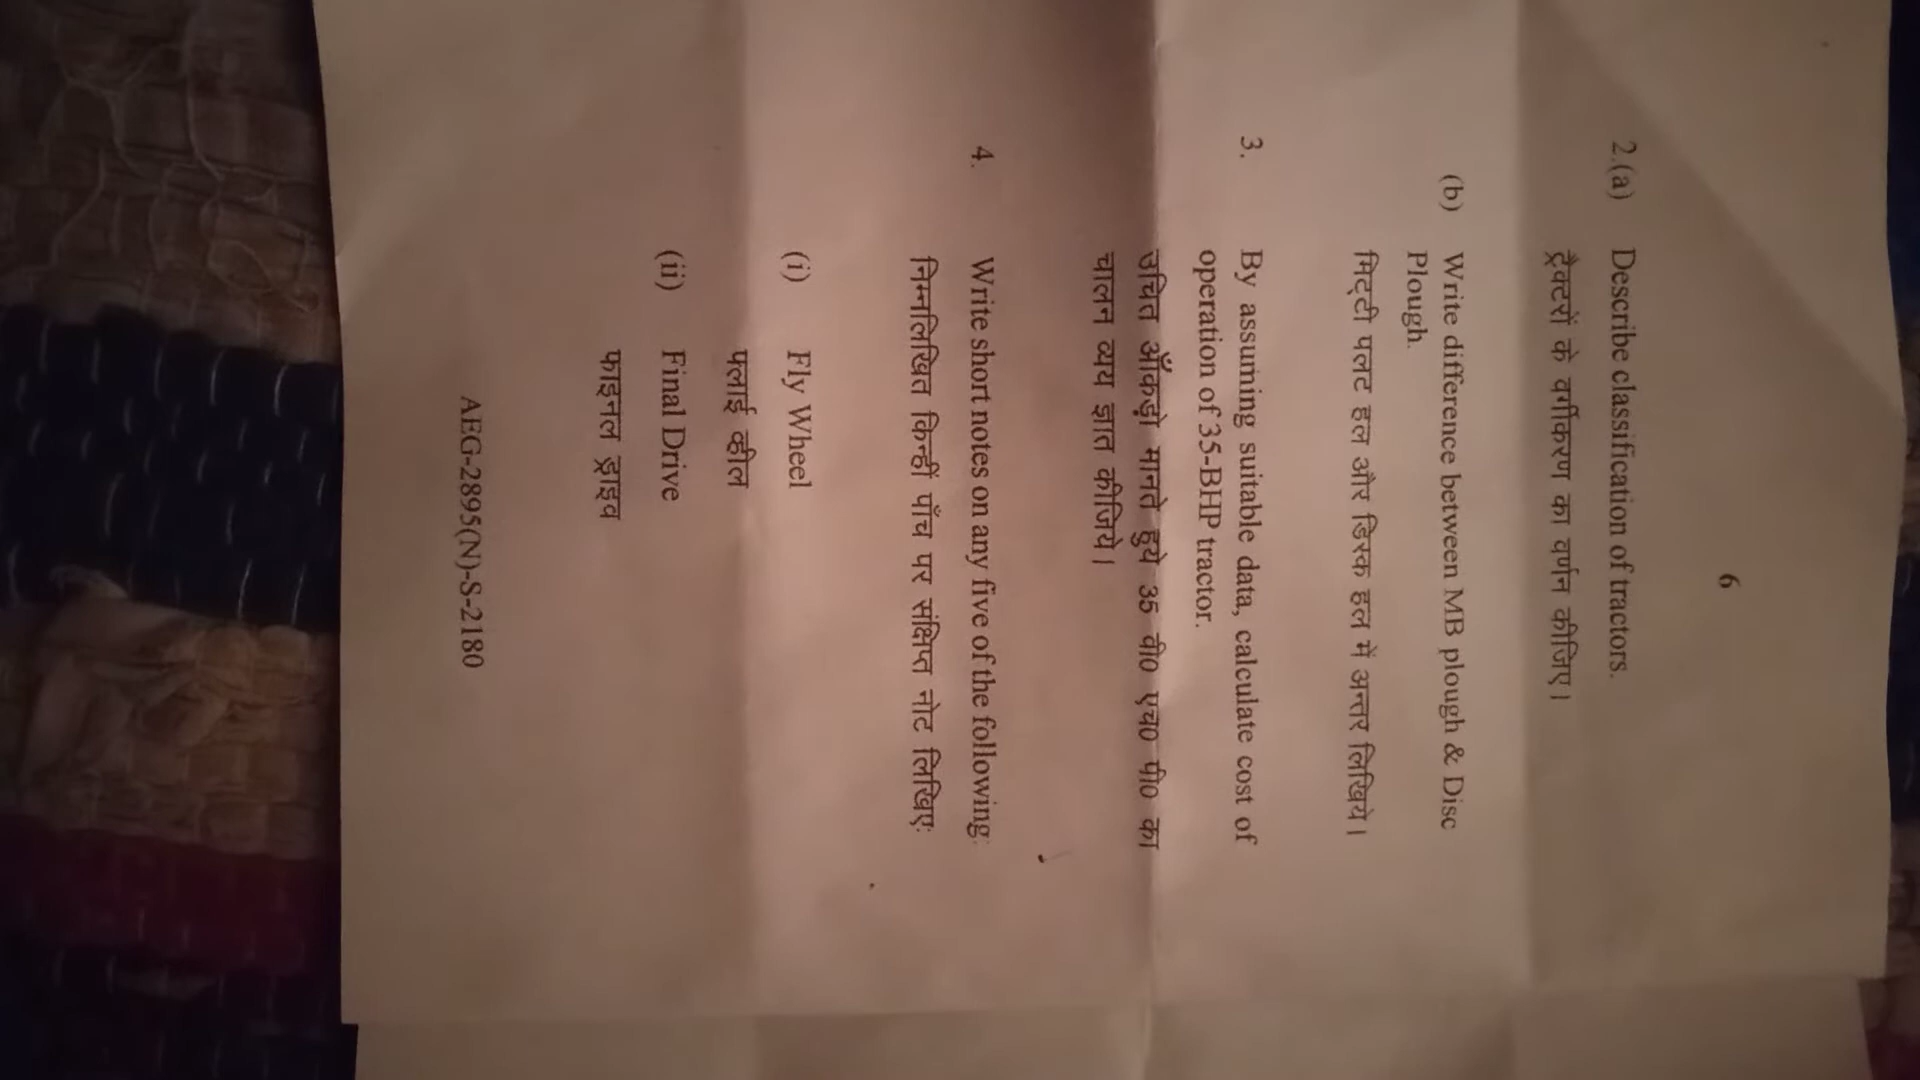 6
2.(a) Describe classification of tractors.
ट्रैक्टरों के वर्गीकरण का वर्णन कीजिए।
(b) Write difference between MB plough & Disc
Plough.
मिट्टी पलट हल और डिस्क हल में अन्तर लिखिये।
3. By assuming suitable data, calculate cost of
operation of 35-BHP tractor.
उचित आँकड़ो मानते हुये 35 वी० एच० पी० का
चालन व्यय ज्ञात कीजिये।
4. Write short notes on any five of the following:
निम्नलिखित किन्हीं पाँच पर संक्षिप्त नोट लिखिए:
(i) Fly Wheel
फ्लाई व्हील
(ii) Final Drive
फाइनल ड्राइव
AEG-2895(N)-S-2180